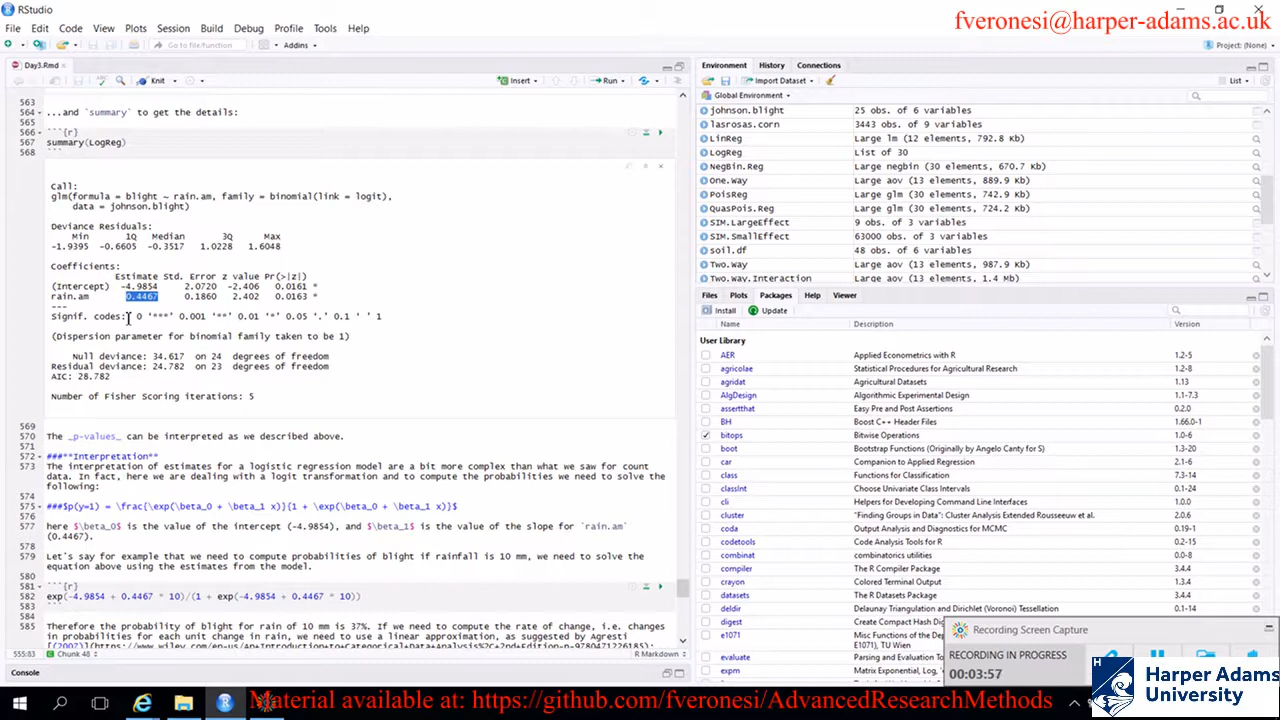 RStudio
fveronesi@harper-adams.ac.uk
File Edit Code View Plots Session Build Debug Profile Tools Help
Go to file/function Addins Project: (None)
Day3.Rmd
Knit Insert Run
563
564 ...and `summary` to get the details:
565
566 ```{r}
567 summary(LogReg)
568 ```
Call:
glm(formula = blight ~ rain.am, family = binomial(link = logit),
data = johnson.blight)
Deviance Residuals:
Min 1Q Median 3Q Max
-1.9395 -0.6605 -0.3517 1.0228 1.6048
Coefficients:
Estimate Std. Error z value Pr(>|z|)
(Intercept) -4.9854 2.0720 -2.406 0.0161 *
rain.am 0.4467 0.1860 2.402 0.0163 *
---
Signif. codes: 0 '***' 0.001 '**' 0.01 '*' 0.05 '.' 0.1 ' ' 1
(Dispersion parameter for binomial family taken to be 1)
Null deviance: 34.617 on 24 degrees of freedom
Residual deviance: 24.782 on 23 degrees of freedom
AIC: 28.782
Number of Fisher Scoring iterations: 5
569
570 The _p-values_ can be interpreted as we described above.
571
572 ###**Interpretation**
573 The interpretation of estimates for a logistic regression model are a bit more complex than what we saw for count
data. In fact, here we are dealing with a logit transformation and to compute the probabilities we need to solve the
following:
574
575 ###$p(y=1) = \frac{\exp(\beta_0 + \beta_1 x)}{1 + \exp(\beta_0 + \beta_1 x)}$
576
577 here $\beta_0$ is the value of the intercept (-4.9854), and $\beta_1$ is the value of the slope for `rain.am`
(0.4467).
578
579 Let's say for example that we need to compute probabilities of blight if rainfall is 10 mm, we need to solve the
equation above using the estimates from the model.
580
581 ```{r}
582 exp(-4.9854 + 0.4467 * 10)/(1 + exp(-4.9854 + 0.4467 * 10))
583 ```
584
585 Therefore the probability of blight for rain of 10 mm is 37%. If we need to compute the rate of change, i.e. changes
in probabilities for each unit change in rain, we need to use a linear approximation, as suggested by Agresti
555:83 Chunk 48 R Markdown
Console
Environment History Connections
Import Dataset List
Global Environment
johnson.blight 25 obs. of 6 variables
lasrosas.corn 3443 obs. of 9 variables
LinReg Large lm (12 elements, 792.8 Kb)
LogReg List of 30
NegBin.Reg Large negbin (30 elements, 670.7 Kb)
One.way Large aov (13 elements, 889.9 Kb)
PoisReg Large glm (30 elements, 742.9 Kb)
QuasPois.Reg Large glm (28 elements, 724.2 Kb)
SIM.LargeEffect 9 obs. of 3 variables
SIM.SmallEffect 63000 obs. of 3 variables
soil.df 48 obs. of 6 variables
Two.way Large aov (13 elements, 987.9 Kb)
Two.way.Interaction Large aov (13 elements, 1.4 Mb)
Files Plots Packages Help Viewer
Install Update
Name Description Version
User Library
AER Applied Econometrics with R 1.2-5
agricolae Statistical Procedures for Agricultural Research 1.2-8
agridat Agricultural Datasets 1.13
AlgDesign Algorithmic Experimental Design 1.1-7.3
assertthat Easy Pre and Post Assertions 0.2.0
BH Boost C++ Header Files 1.66.0-1
bitops Bitwise Operations 1.0-6
boot Bootstrap Functions (Originally by Angelo Canty for S) 1.3-20
car Companion to Applied Regression 2.1-6
class Functions for Classification 7.3-14
classInt Choose Univariate Class Intervals 0.1-24
cli Helpers for Developing Command Line Interfaces 1.0.0
cluster "Finding Groups in Data": Cluster Analysis Extended Rousseeuw et al. 2.0.6
coda Output Analysis and Diagnostics for MCMC 0.19-1
codetools Code Analysis Tools for R 0.2-15
combinat combinatorics utilities 0.0-8
compiler The R Compiler Package 3.4.4
crayon Colored Terminal Output 1.3.4
datasets The R Datasets Package 3.4.4
deldir Delaunay Triangulation and Dirichlet (Voronoi) Tessellation 0.1-14
digest Create Compact Hash
e1071 Misc Functions of the
TU Wien
evaluate Parsing and Evaluation
expm Matrix Exponential, Log,
Recording Screen Capture
RECORDING IN PROGRESS
00:03:57
Harper Adams
University
Material available at: https://github.com/fveronesi/AdvancedResearchMethods